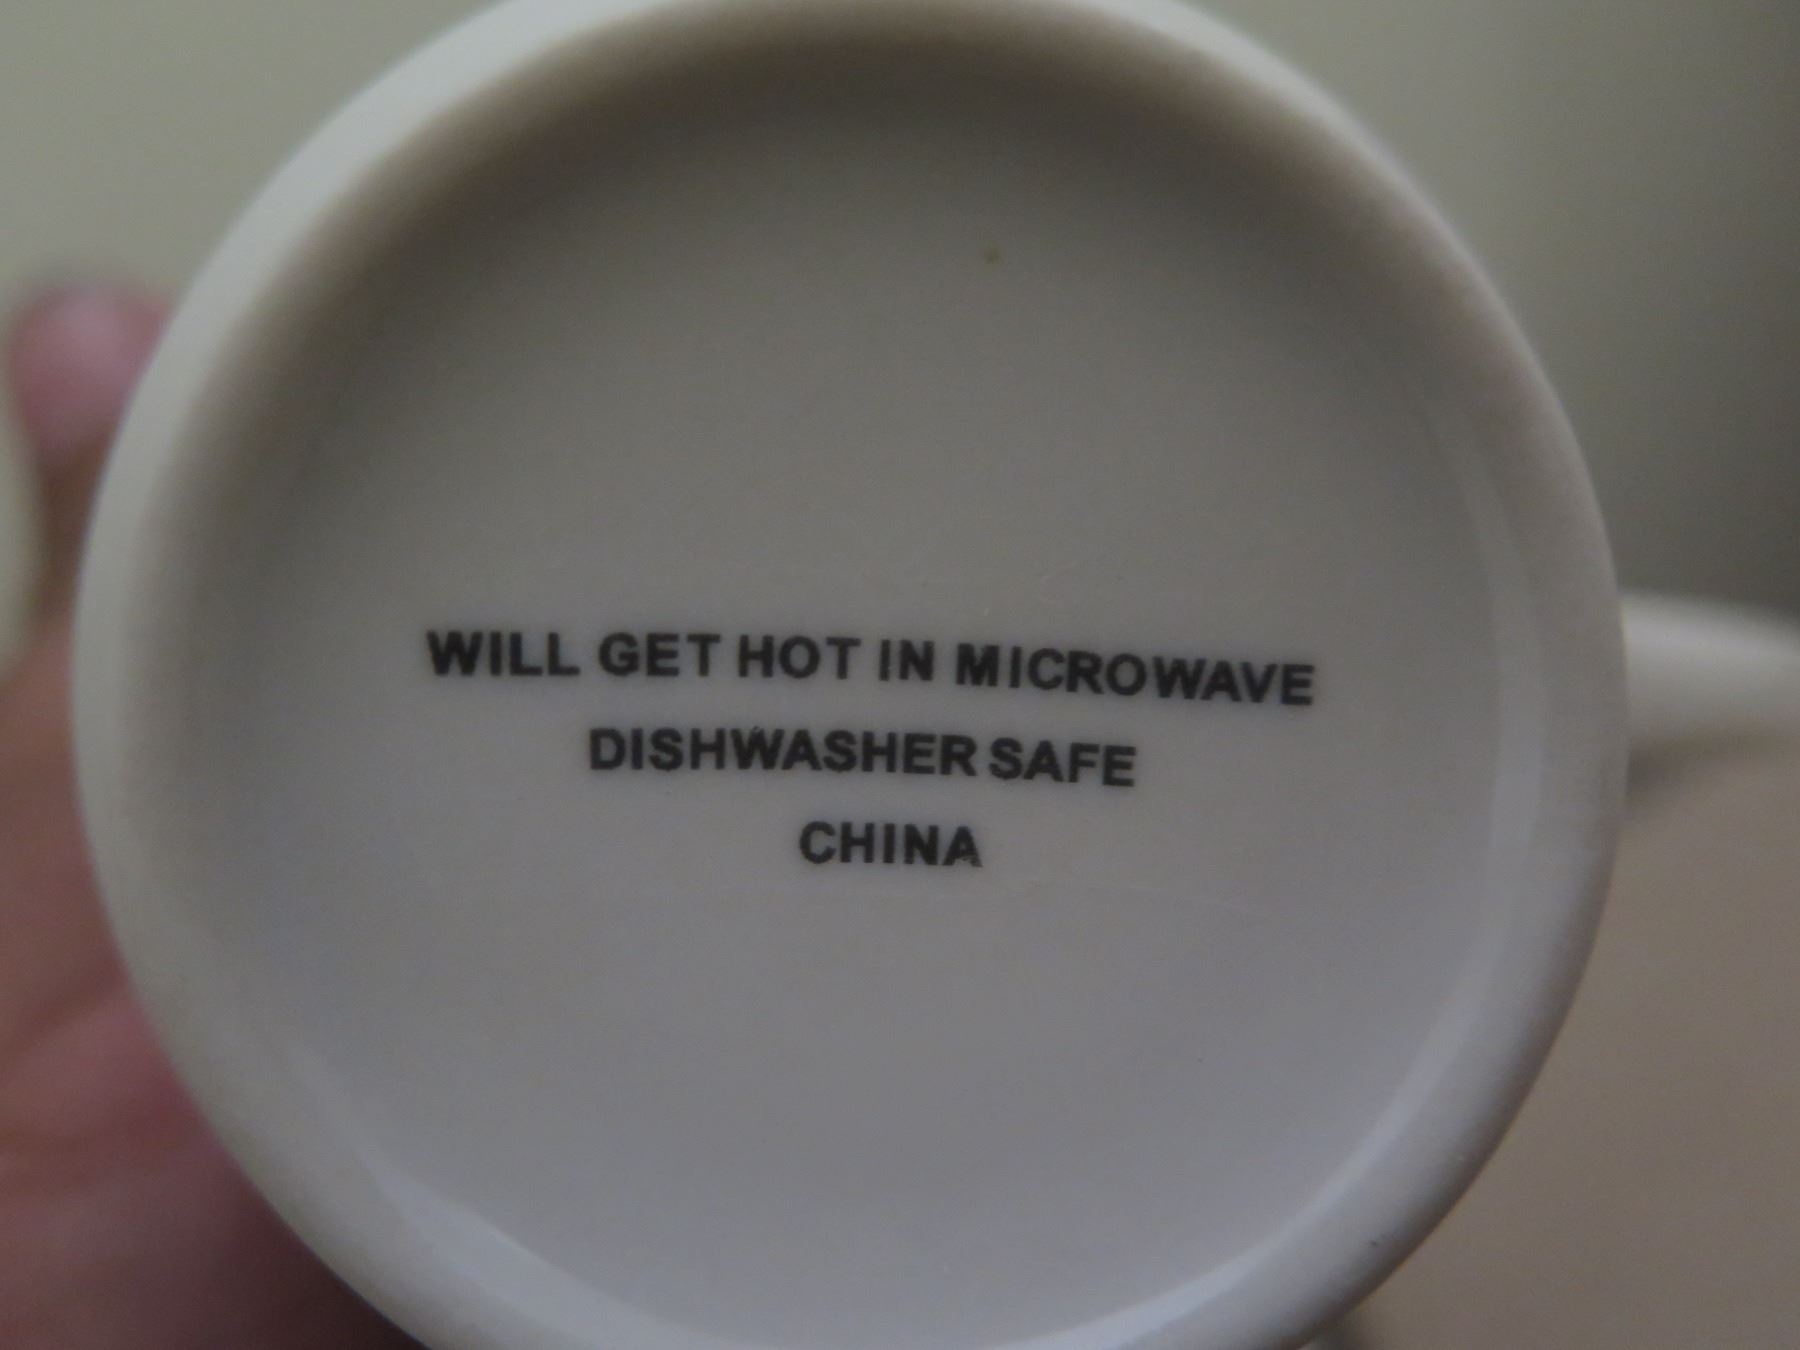 WILL GET HOT IN MICROWAVE
DISHWASHER SAFE
CHINA